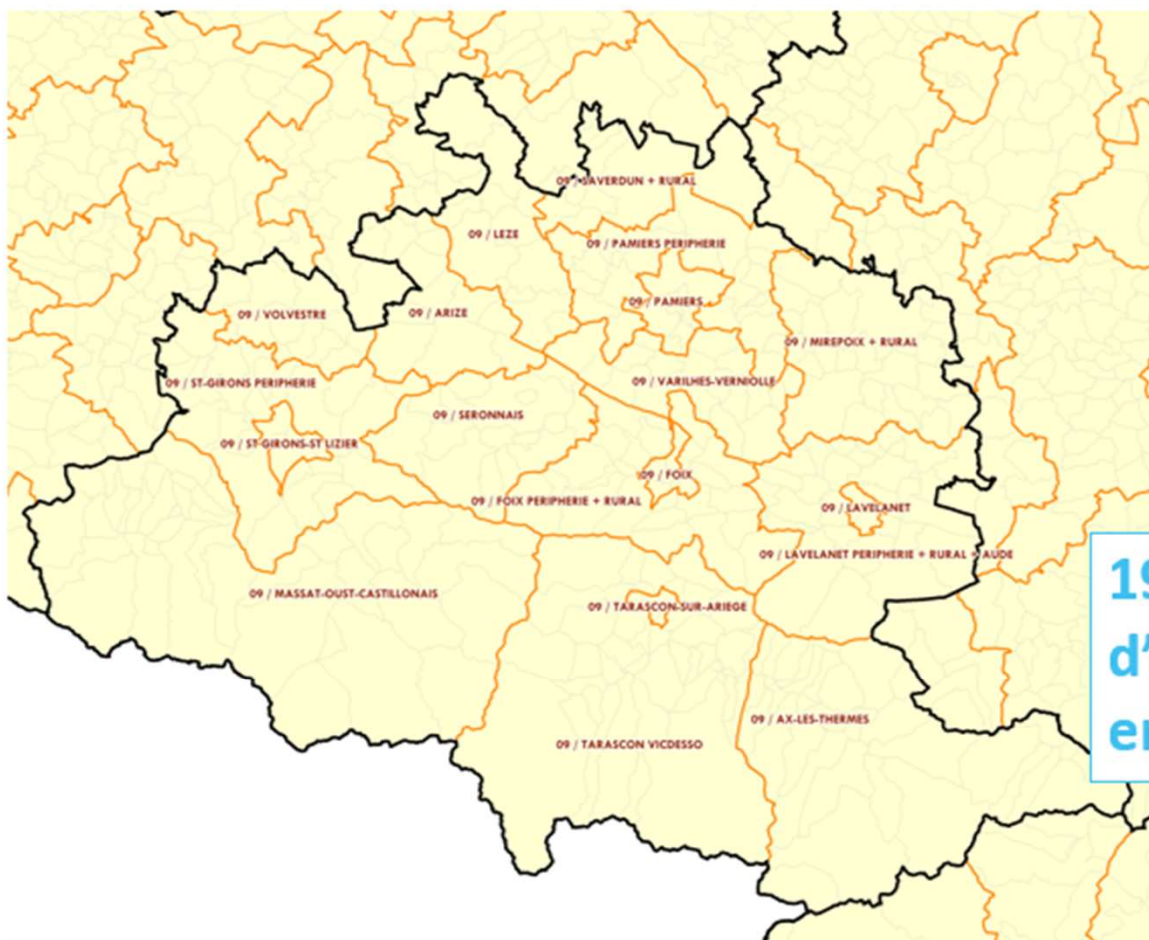 09 / SAVERDUN + RURAL
09 / LEZE
09 / PAMIERS PERIPHERIE
09 / PAMIERS
09 / VOLVESTRE
09 / ARIZE
09 / MIREPOIX + RURAL
09 / ST-GIRONS PERIPHERIE
09 / VARILHES-VERNIOLLE
09 / SERONNAIS
09 / ST-GIRONS-ST LIZIER
09 / FOIX
09 / FOIX PERIPHERIE + RURAL
09 / LAVELANET
09 / LAVELANET PERIPHERIE + RURAL + AUDE
09 / MASSAT-OUST-CASTILLONAIS
09 / TARASCON-SUR-ARIEGE
09 / AX-LES-THERMES
09 / TARASCON VICDESSO
19
d’
en